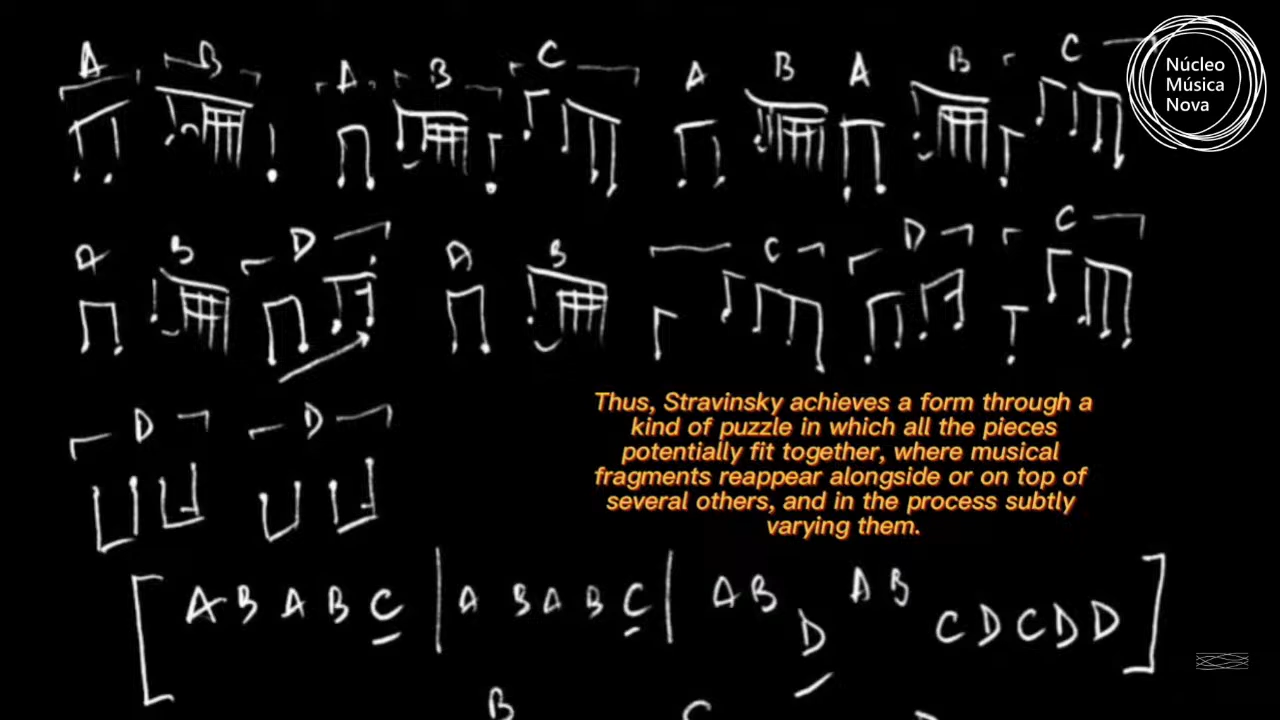 A B A B C A B A B C
Núcleo
Música
Nova
A B D A B C D C
D D
Thus, Stravinsky achieves a form through a
kind of puzzle in which all the pieces
potentially fit together, where musical
fragments reappear alongside or on top of
several others, and in the process subtly
varying them.
[ A B A B C | A B A B C | A B D A B C D C D D ]
B C